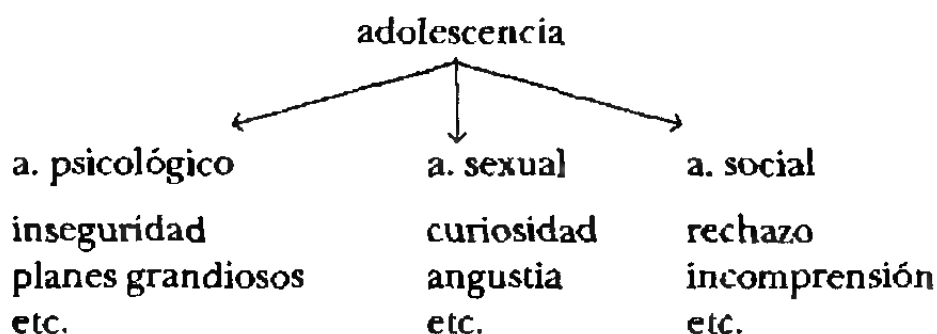 adolescencia
a. psicológico a. sexual a. social
inseguridad curiosidad rechazo
planes grandiosos angustia incomprensión
etc. etc. etc.